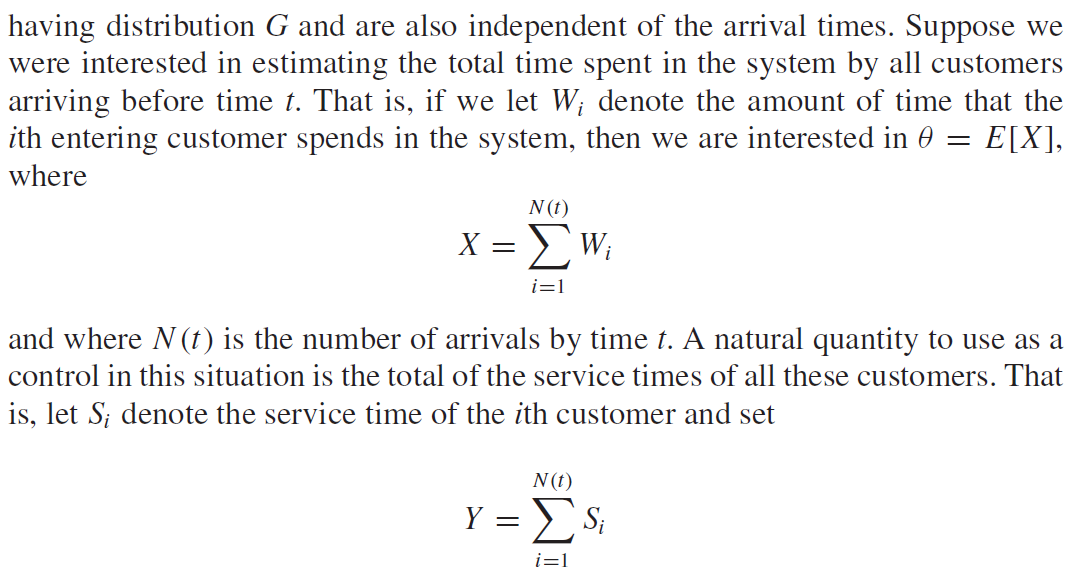 having distribution G and are also independent of the arrival times. Suppose we
were interested in estimating the total time spent in the system by all customers
arriving before time t. That is, if we let W_i denote the amount of time that the
ith entering customer spends in the system, then we are interested in θ = E[X],
where
X = ∑_{i=1}^{N(t)} W_i
and where N(t) is the number of arrivals by time t. A natural quantity to use as a
control in this situation is the total of the service times of all these customers. That
is, let S_i denote the service time of the ith customer and set
Y = ∑_{i=1}^{N(t)} S_i